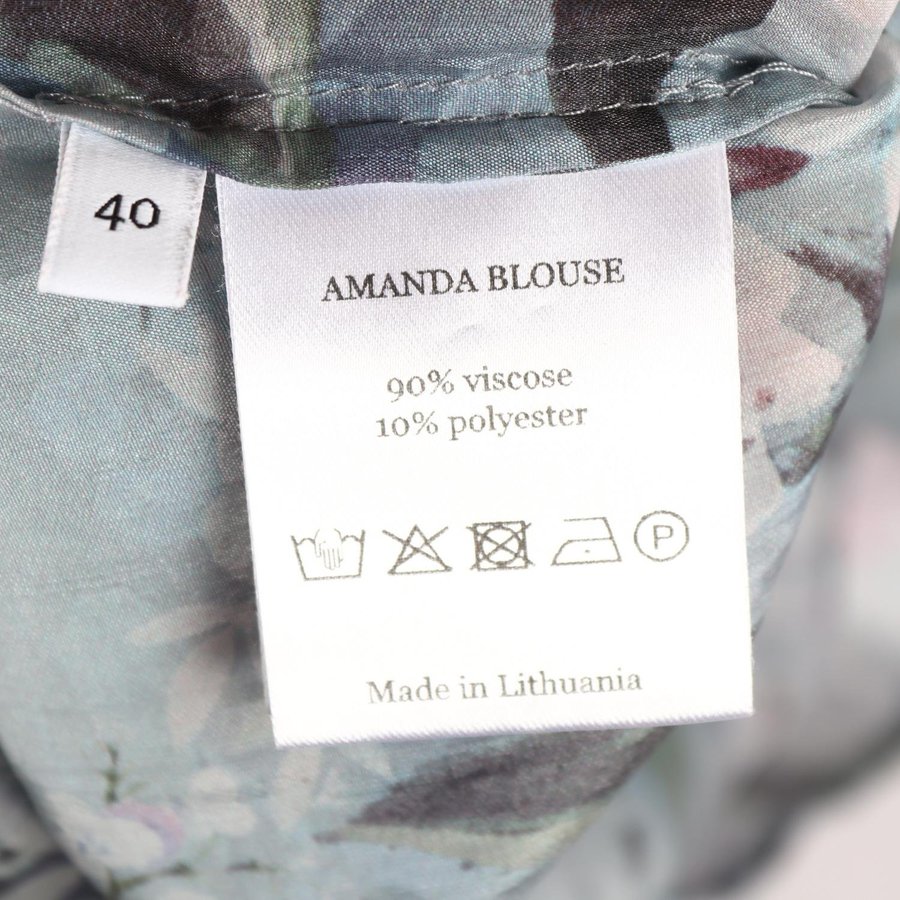 40
AMANDA BLOUSE
90% viscose
10% polyester
P
Made in Lithuania